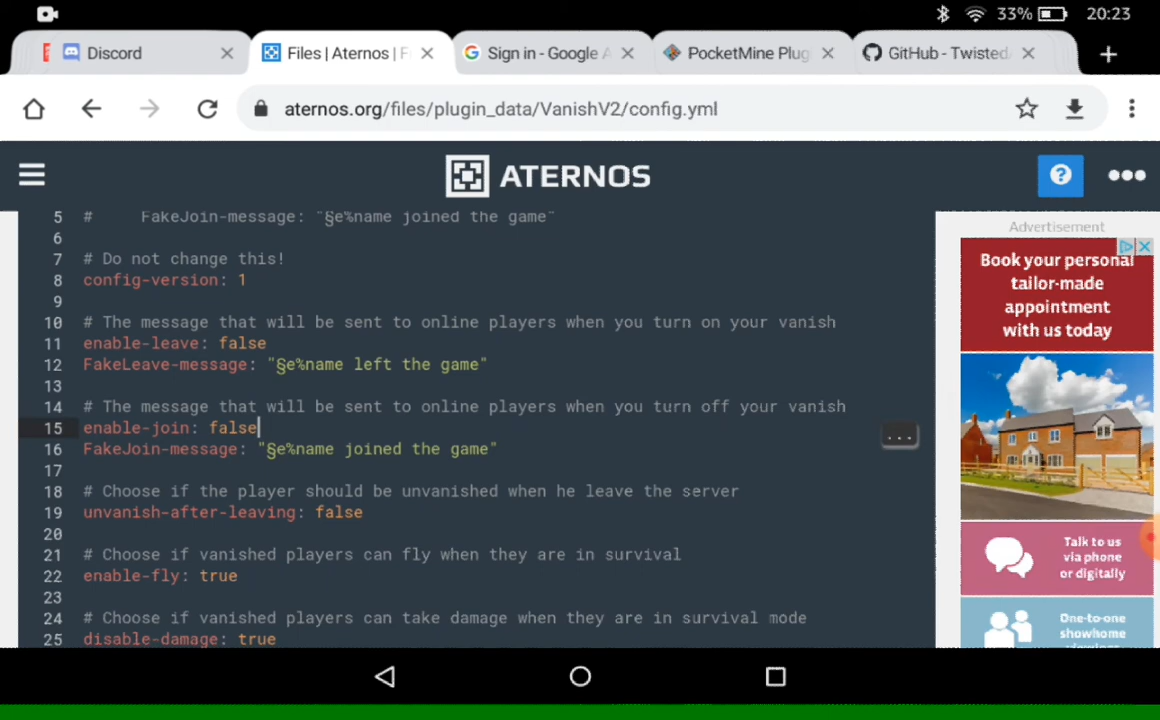 33% 20:23
Discord
Files | Aternos | F
Sign in - Google A
PocketMine Plug
GitHub - Twisted
aternos.org/files/plugin_data/VanishV2/config.yml
ATERNOS
5 #     FakeJoin-message: "§e%name joined the game"
6
7 # Do not change this!
8 config-version: 1
9
10 # The message that will be sent to online players when you turn on your vanish
11 enable-leave: false
12 FakeLeave-message: "§e%name left the game"
13
14 # The message that will be sent to online players when you turn off your vanish
15 enable-join: false
16 FakeJoin-message: "§e%name joined the game"
17
18 # Choose if the player should be unvanished when he leave the server
19 unvanish-after-leaving: false
20
21 # Choose if vanished players can fly when they are in survival
22 enable-fly: true
23
24 # Choose if vanished players can take damage when they are in survival mode
25 disable-damage: true
Advertisement
Book your personal
tailor-made
appointment
with us today
Talk to us
via phone
or digitally
One-to-one
showhome